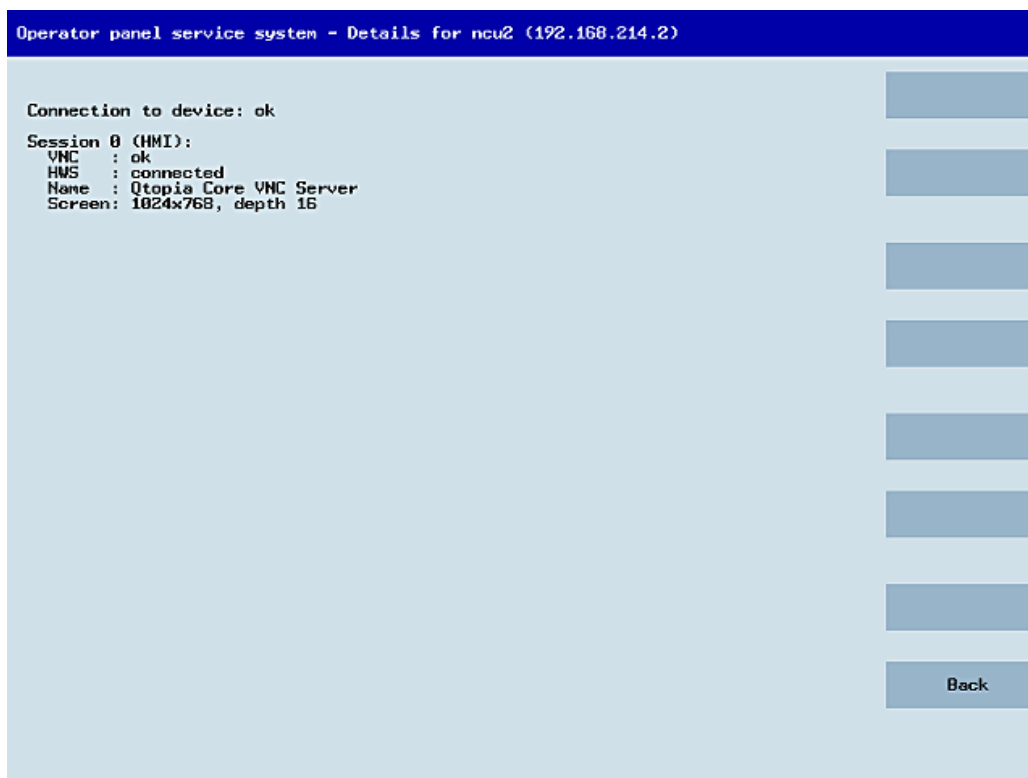 Operator panel service system - Details for ncu2 (192.168.214.2)
Connection to device: ok
Session 0 (HMI):
VNC : ok
HWS : connected
Name : Qtopia Core VNC Server
Screen: 1024x768, depth 16
Back